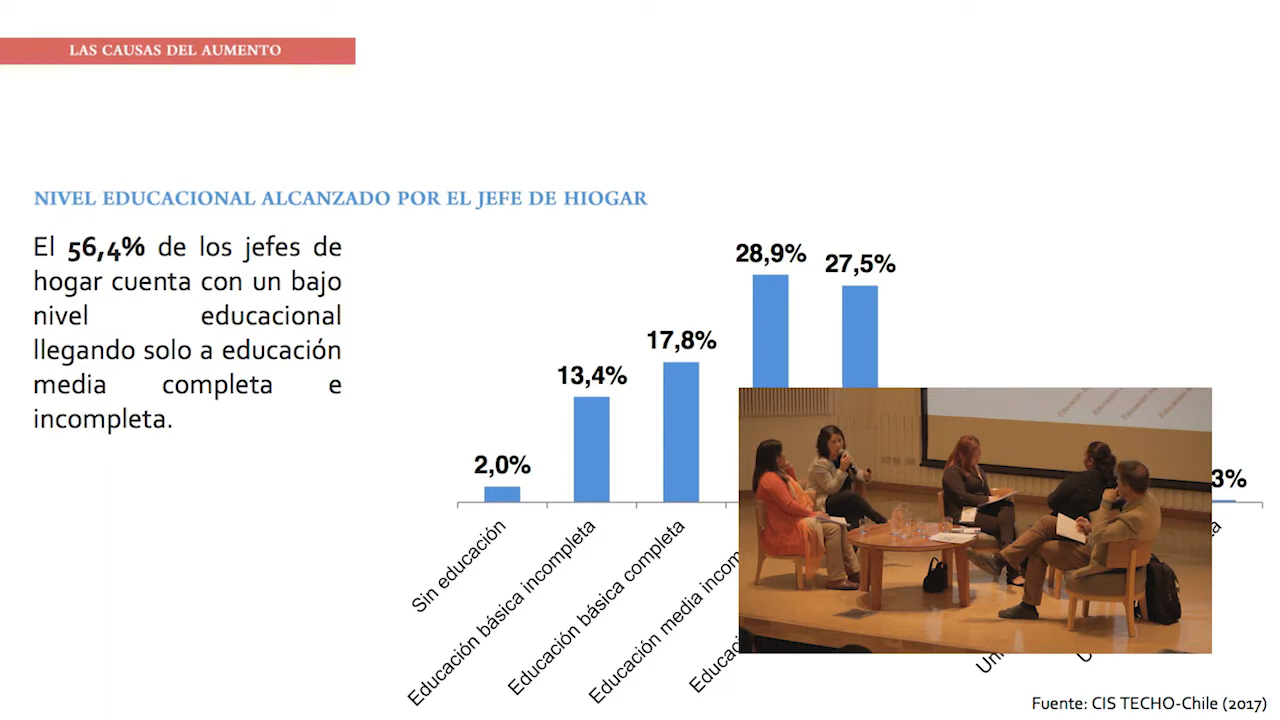 LAS CAUSAS DEL AUMENTO
NIVEL EDUCACIONAL ALCANZADO POR EL JEFE DE HIOGAR
El 56,4% de los jefes de
hogar cuenta con un bajo
nivel educacional
llegando solo a educación
media completa e
incompleta.
28,9%
27,5%
17,8%
13,4%
2,0%
3%
Sin educación
Educación básica incompleta
Educación básica completa
Educación media incom
Educac
Un
Fuente: CIS TECHO-Chile (2017)